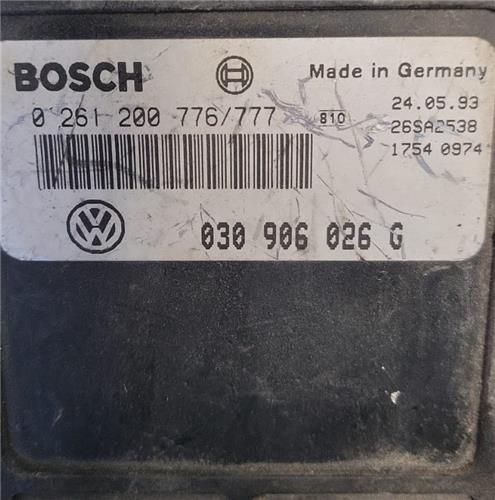 BOSCH Made in Germany
0 261 200 776/777 810 24.05.93
26SA2538
1754 0974
VW 030 906 026 G